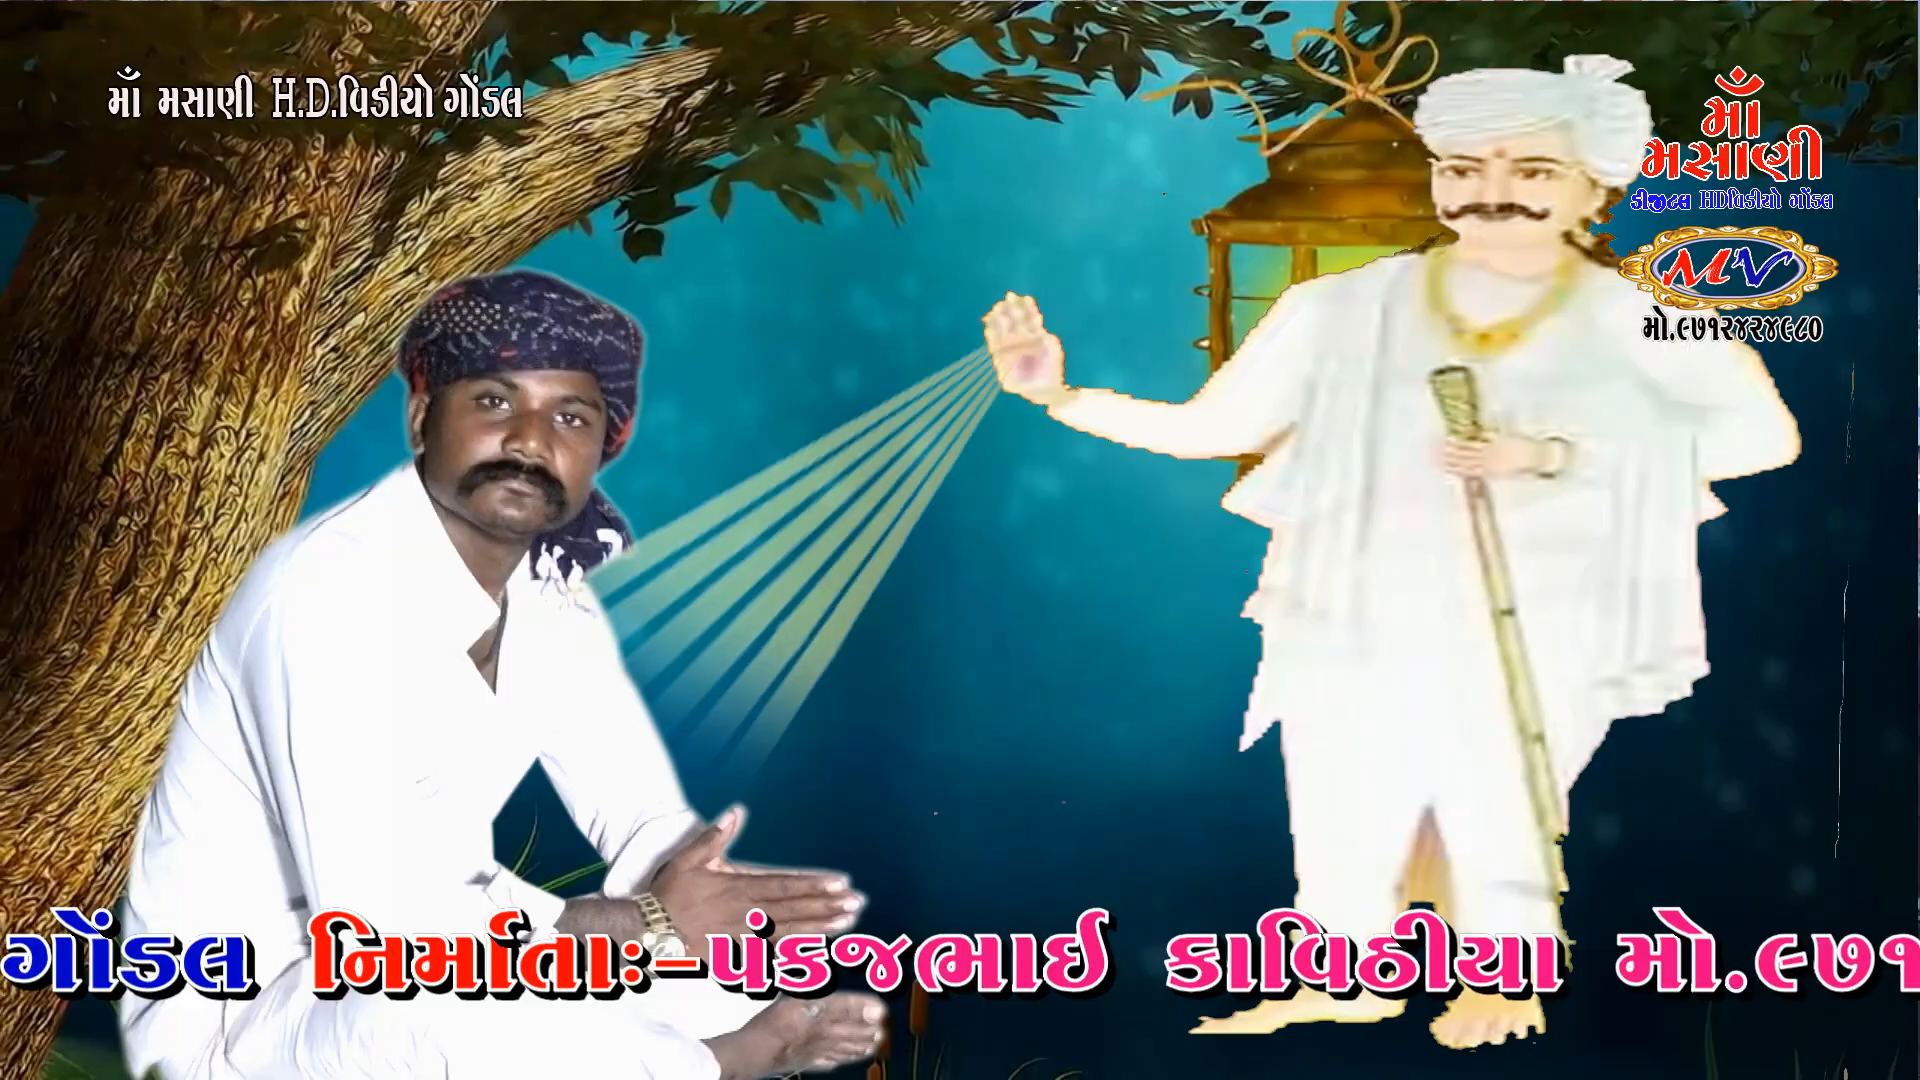 માઁ મસાણી H.D.વિડીયો ગોંડલ
માઁ
મસાણી
ડીજીટલ HDવિડીયો ગોંડલ
MV
મો.૯૭૧૨૪૨૪૯૮૦
ગોંડલ નિર્માતાઃ-પંકજભાઈ કાવિઠીયા મો.૯૭૧